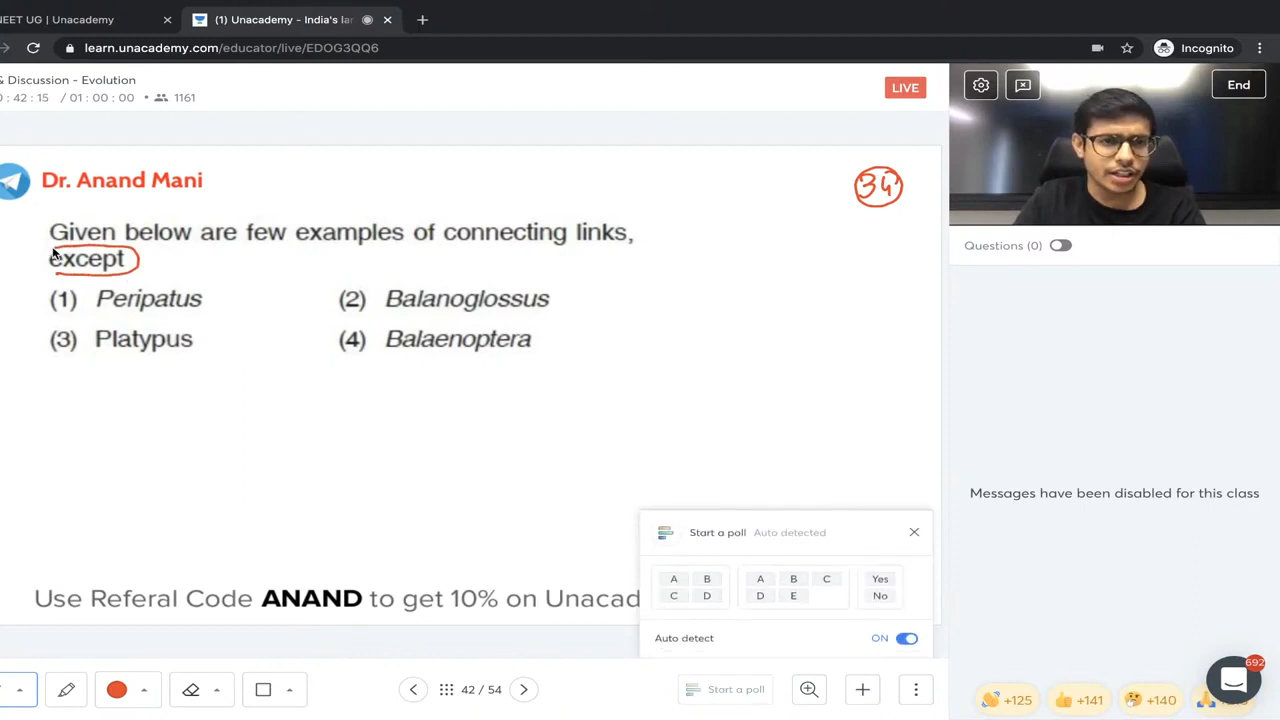 NEET UG | Unacademy
(1) Unacademy - India's lar
learn.unacademy.com/educator/live/EDOG3QQ6
Incognito
& Discussion - Evolution
: 42 : 15 / 01 : 00 : 00 • 1161
LIVE
End
Dr. Anand Mani
34
Given below are few examples of connecting links,
except
(1) Peripatus (2) Balanoglossus
(3) Platypus (4) Balaenoptera
Questions (0)
Messages have been disabled for this class
Start a poll Auto detected
A B A B C Yes
C D D E No
Use Referal Code ANAND to get 10% on Unacad
Auto detect ON
42 / 54
Start a poll
692
+125 +141 +140